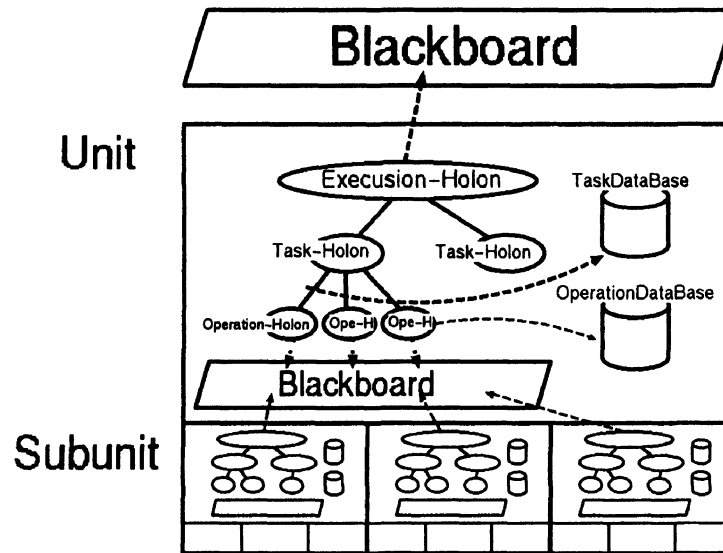 Blackboard
Unit
Execusion-Holon
TaskDataBase
Task-Holon
Task-Holon
OperationDataBase
Operation-Holon
Ope-H
Ope-H
Blackboard
Subunit